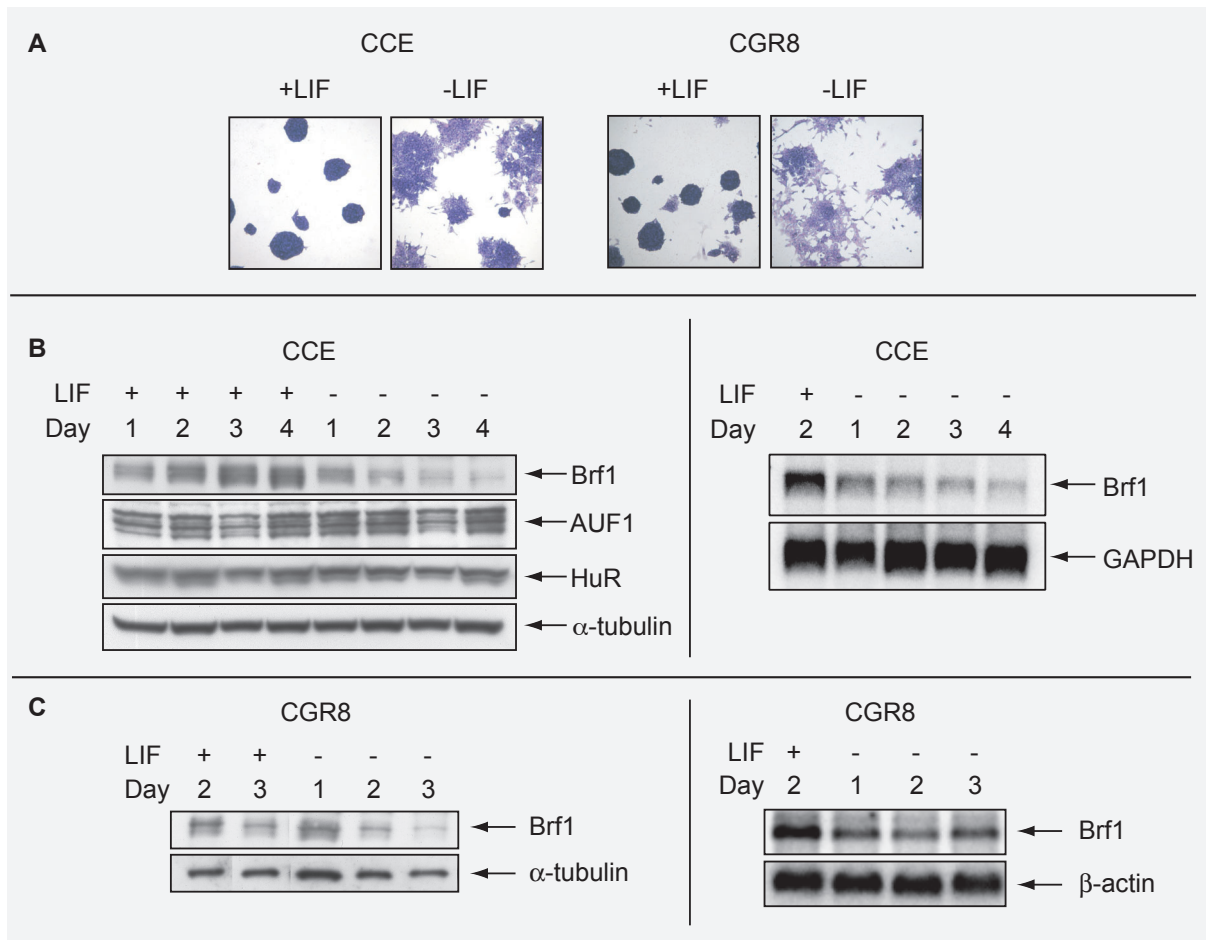 A
CCE
CGR8
+LIF
-LIF
+LIF
-LIF
B
CCE
LIF + + + + - - - -
Day 1 2 3 4 1 2 3 4
Brf1
AUF1
HuR
α-tubulin
CCE
LIF + - - - -
Day 2 1 2 3 4
Brf1
GAPDH
C
CGR8
LIF + + - - -
Day 2 3 1 2 3
Brf1
α-tubulin
CGR8
LIF + - - -
Day 2 1 2 3
Brf1
β-actin